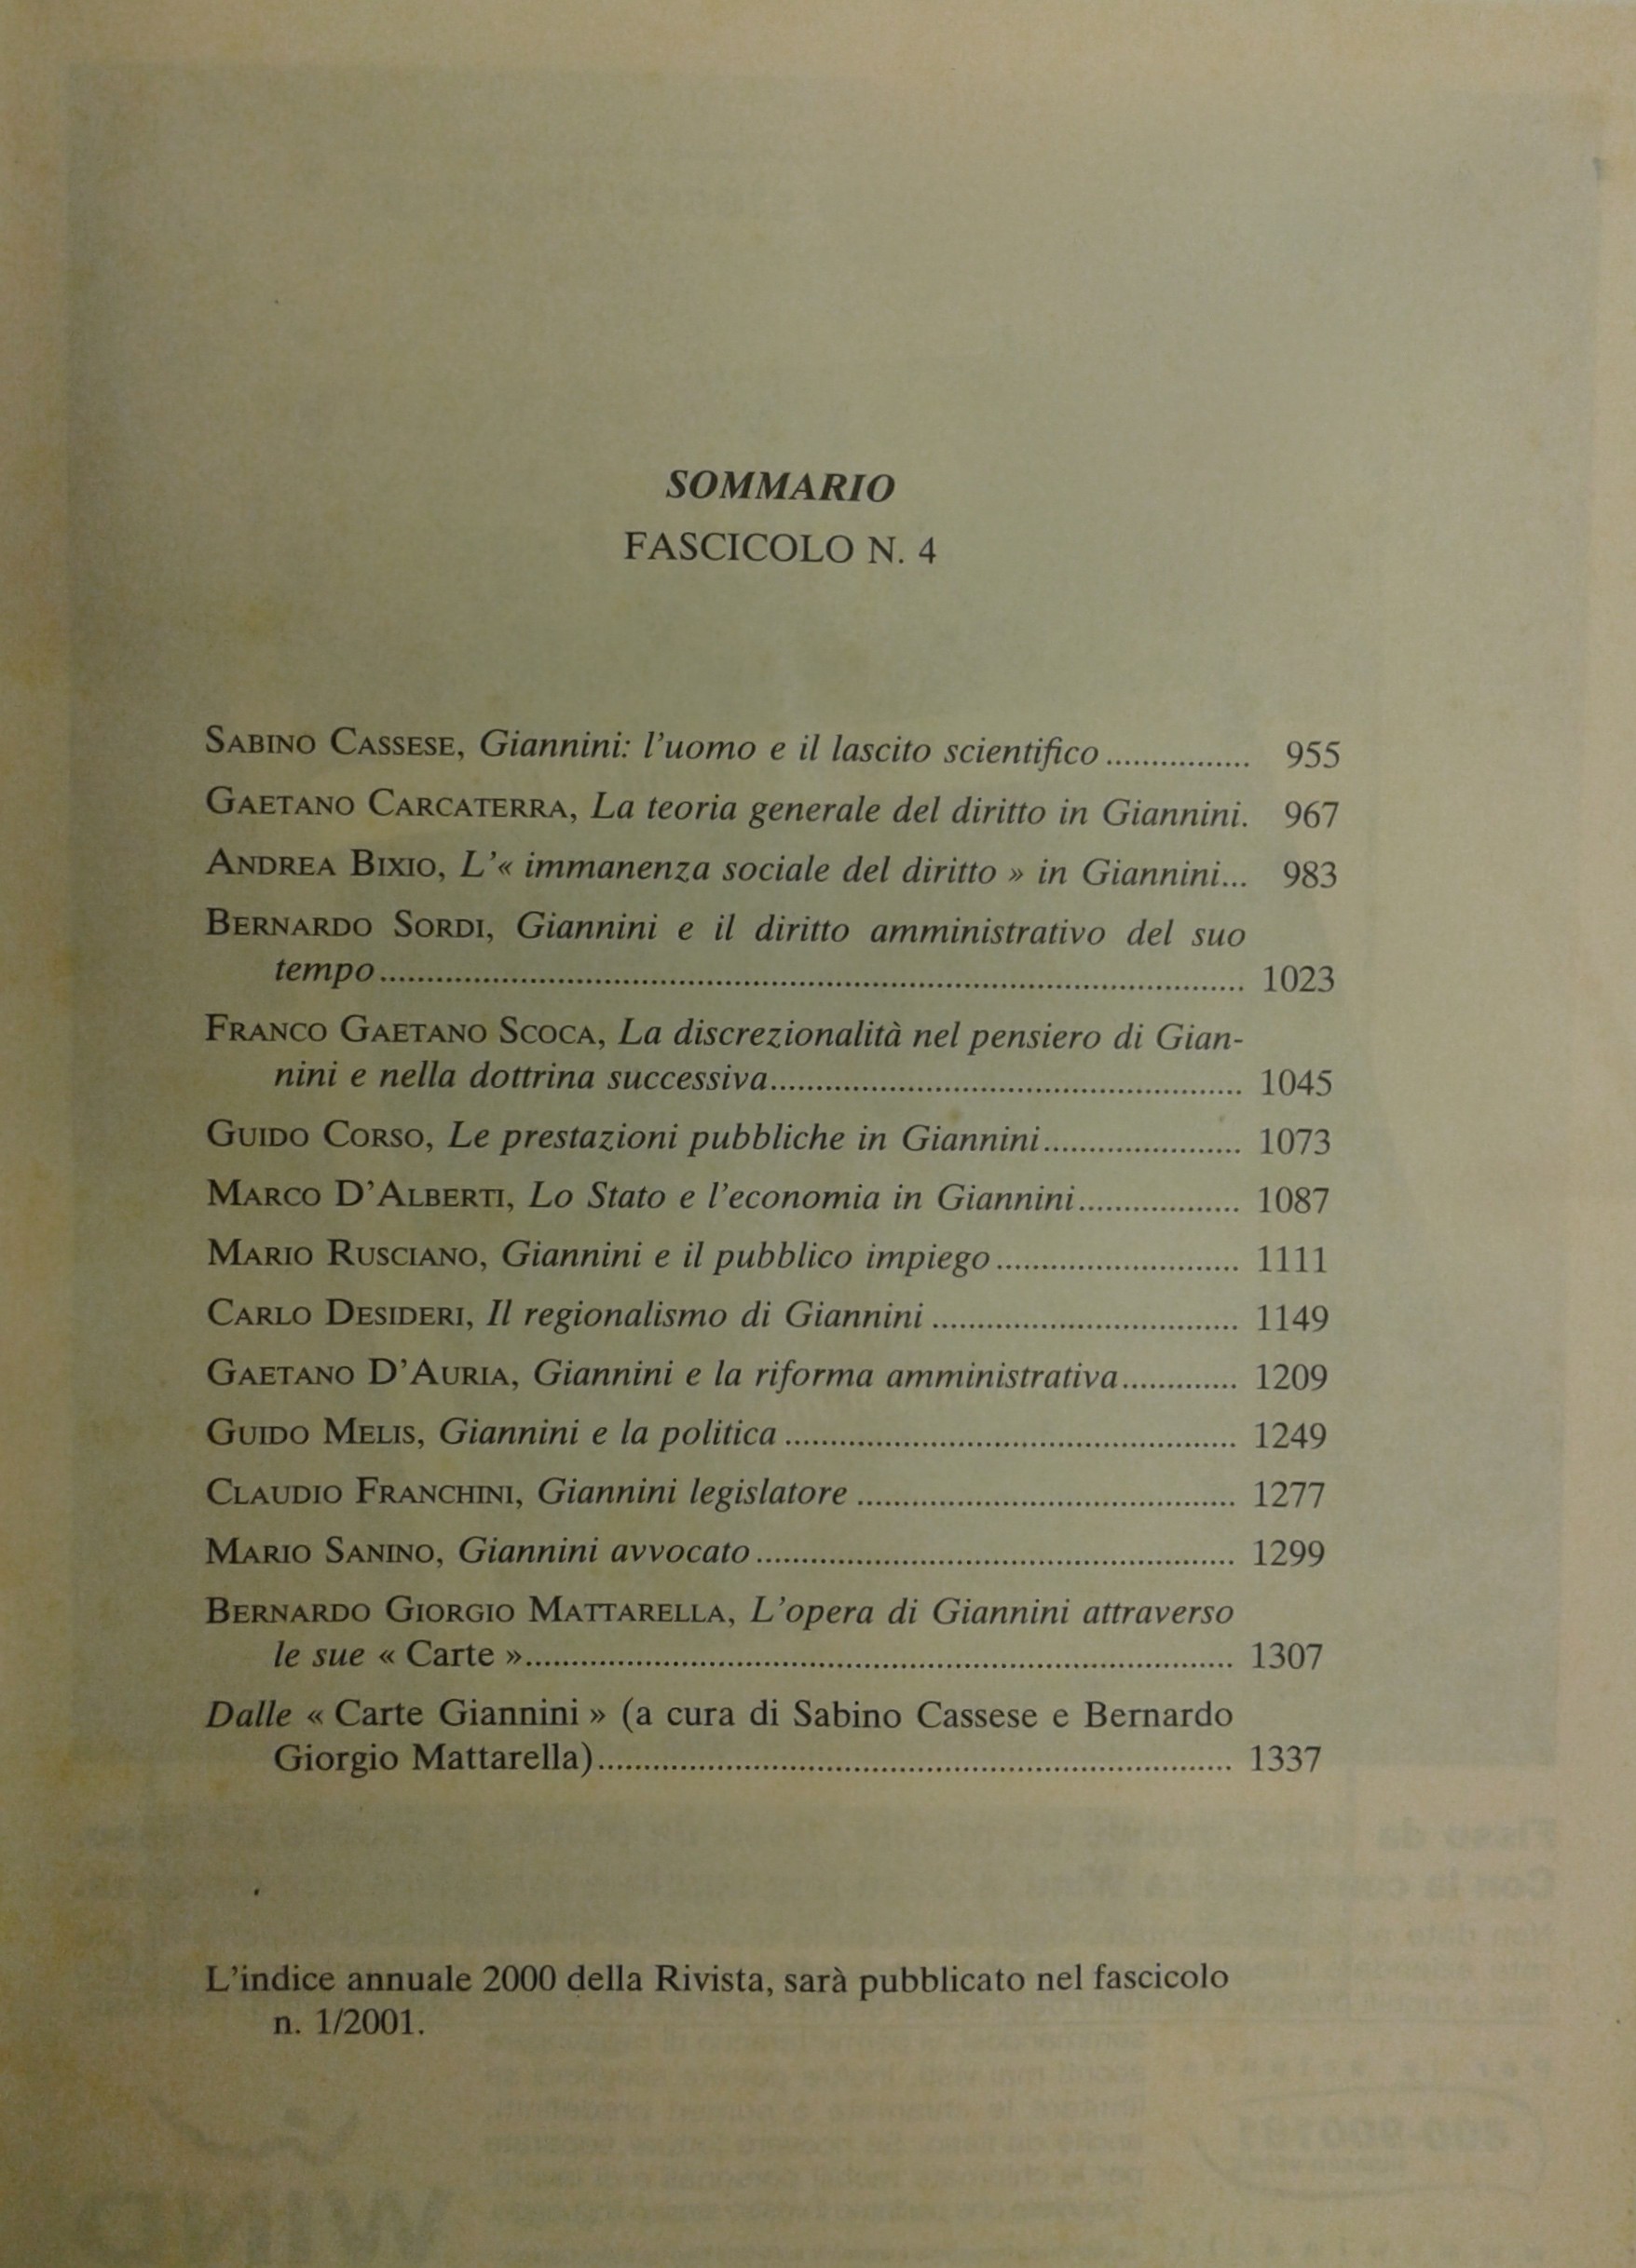 SOMMARIO
FASCICOLO N. 4
SABINO CASSESE, Giannini: l'uomo e il lascito scientifico ................ 955
GAETANO CARCATERRA, La teoria generale del diritto in Giannini. 967
ANDREA BIXIO, L'« immanenza sociale del diritto » in Giannini... 983
BERNARDO SORDI, Giannini e il diritto amministrativo del suo
tempo................................................................ 1023
FRANCO GAETANO SCOCA, La discrezionalità nel pensiero di Gian-
nini e nella dottrina successiva.................................................... 1045
GUIDO CORSO, Le prestazioni pubbliche in Giannini...................... 1073
MARCO D'ALBERTI, Lo Stato e l'economia in Giannini.................. 1087
MARIO RUSCIANO, Giannini e il pubblico impiego ........................... 1111
CARLO DESIDERI, Il regionalismo di Giannini .................................. 1149
GAETANO D'AURIA, Giannini e la riforma amministrativa............. 1209
GUIDO MELIS, Giannini e la politica .................................................. 1249
CLAUDIO FRANCHINI, Giannini legislatore .......................................... 1277
MARIO SANINO, Giannini avvocato ..................................................... 1299
BERNARDO GIORGIO MATTARELLA, L'opera di Giannini attraverso
le sue « Carte »................................................................ 1307
Dalle « Carte Giannini » (a cura di Sabino Cassese e Bernardo
Giorgio Mattarella)................................................................ 1337
L'indice annuale 2000 della Rivista, sarà pubblicato nel fascicolo
n. 1/2001.